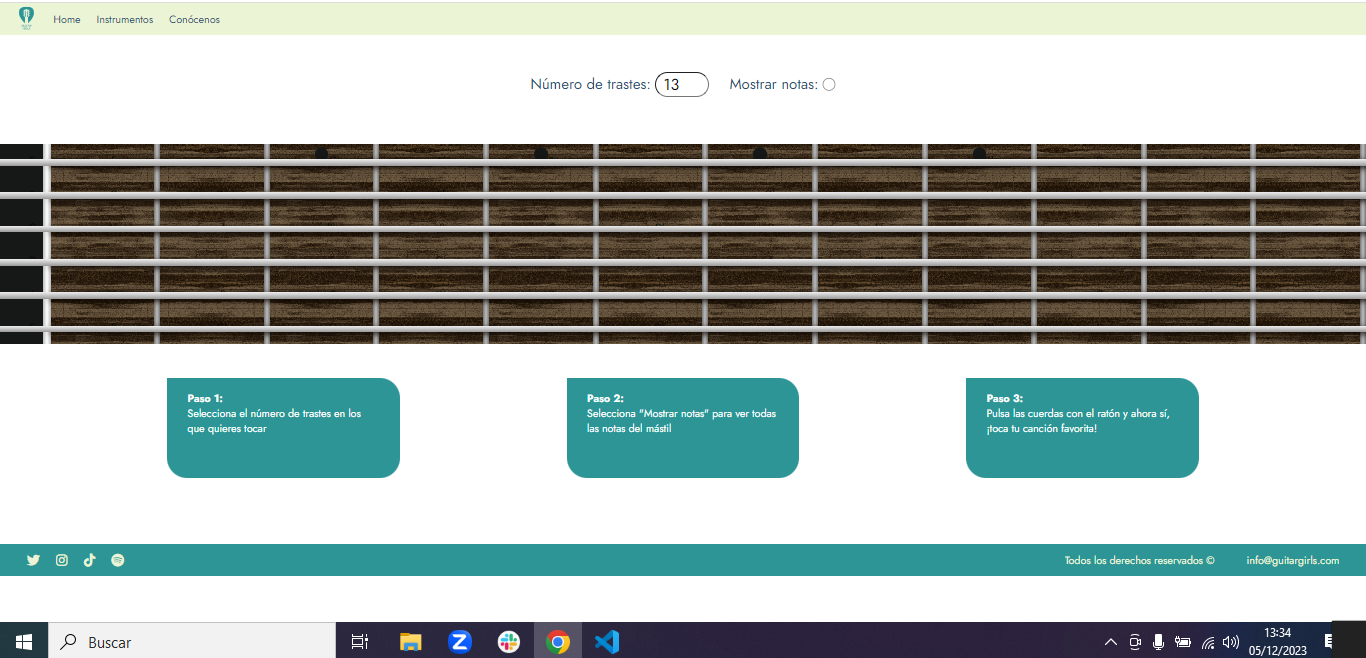 Home Instrumentos Conócenos
Número de trastes: 13 Mostrar notas:
Paso 1:
Selecciona el número de trastes en los
que quieres tocar
Paso 2:
Selecciona "Mostrar notas" para ver todas
las notas del mástil
Paso 3:
Pulsa las cuerdas con el ratón y ahora sí,
¡toca tu canción favorita!
Todos los derechos reservados © info@guitargirls.com
Buscar
13:34
05/12/2023